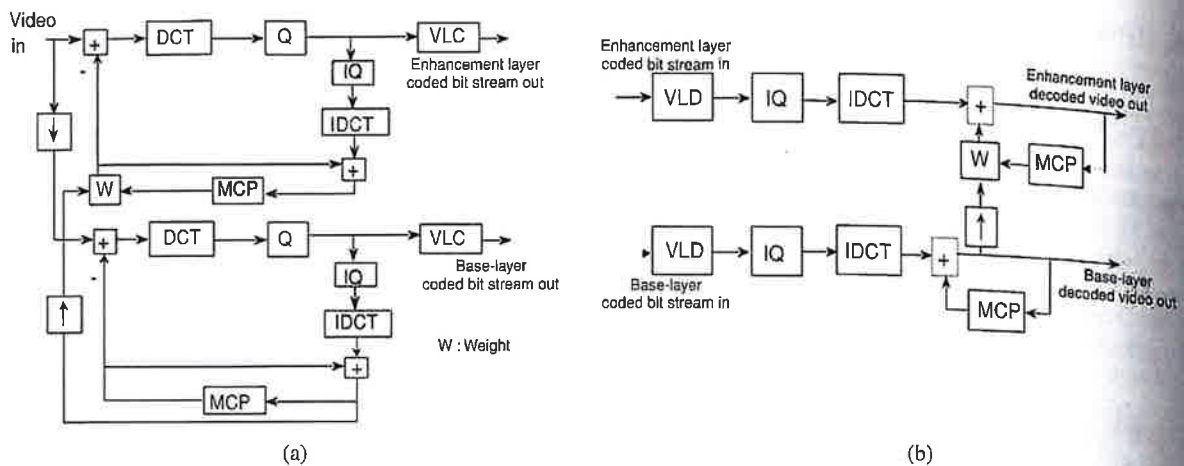 Video
in
+
DCT
Q
VLC
Enhancement layer
coded bit stream out
-
IQ
↓
IDCT
+
W
MCP
+
DCT
Q
VLC
Base-layer
coded bit stream out
-
IQ
↑
IDCT
W : Weight
+
MCP
(a)
Enhancement layer
coded bit stream in
VLD
IQ
IDCT
+
Enhancement layer
decoded video out
W
MCP
↑
VLD
IQ
IDCT
+
Base-layer
coded bit stream in
Base-layer
decoded video out
MCP
(b)